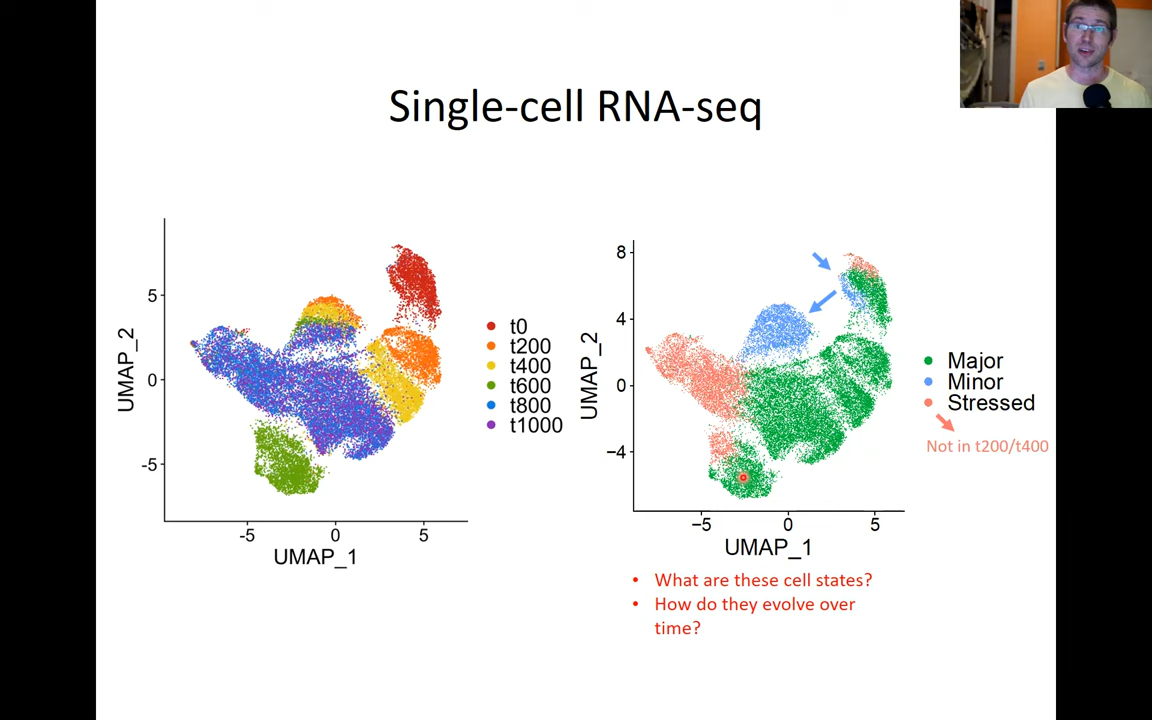 Single-cell RNA-seq
UMAP_2
5
0
-5
-5
0
5
UMAP_1
t0
t200
t400
t600
t800
t1000
UMAP_2
8
4
0
−4
−5
0
5
UMAP_1
Major
Minor
Stressed
Not in t200/t400
• What are these cell states?
• How do they evolve over
time?